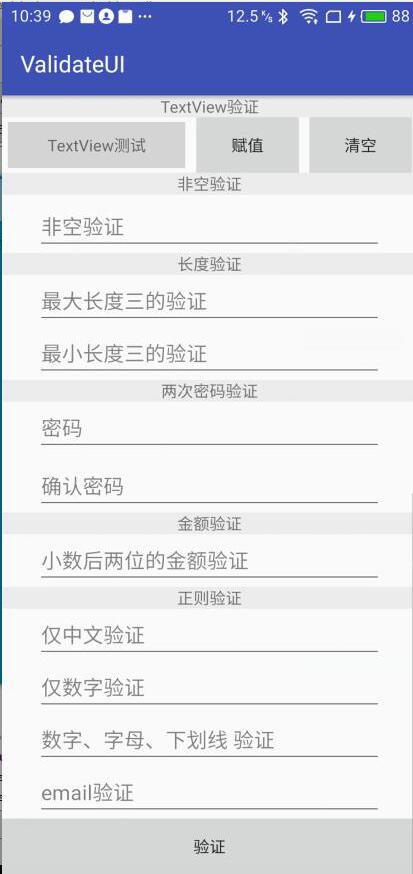 10:39 ... 12.5 K/s 88
ValidateUI
TextView验证
TextView测试 赋值 清空
非空验证
非空验证
长度验证
最大长度三的验证
最小长度三的验证
两次密码验证
密码
确认密码
金额验证
小数后两位的金额验证
正则验证
仅中文验证
仅数字验证
数字、字母、下划线 验证
email验证
验证